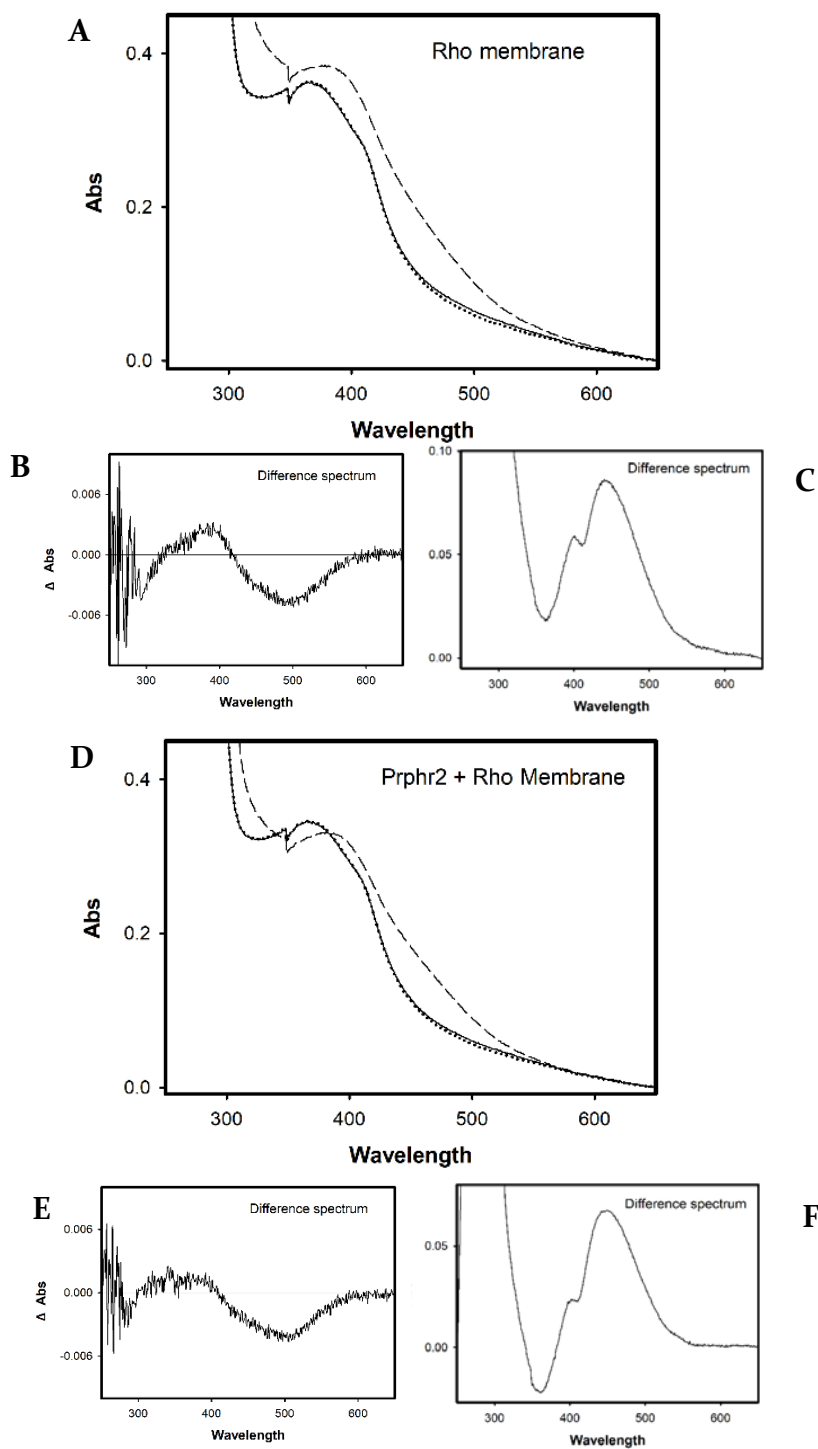 A
Rho membrane
Abs
0.4
0.2
0.0
300 400 500 600
Wavelength
B
Difference spectrum
Δ Abs
0.006
0.000
-0.006
300 400 500 600
Wavelength
C
Difference spectrum
0.10
0.05
0.00
300 400 500 600
Wavelength
D
Prphr2 + Rho Membrane
Abs
0.4
0.2
0.0
300 400 500 600
Wavelength
E
Difference spectrum
Δ Abs
0.006
0.000
-0.006
300 400 500 600
Wavelength
F
Difference spectrum
0.05
0.00
300 400 500 600
Wavelength